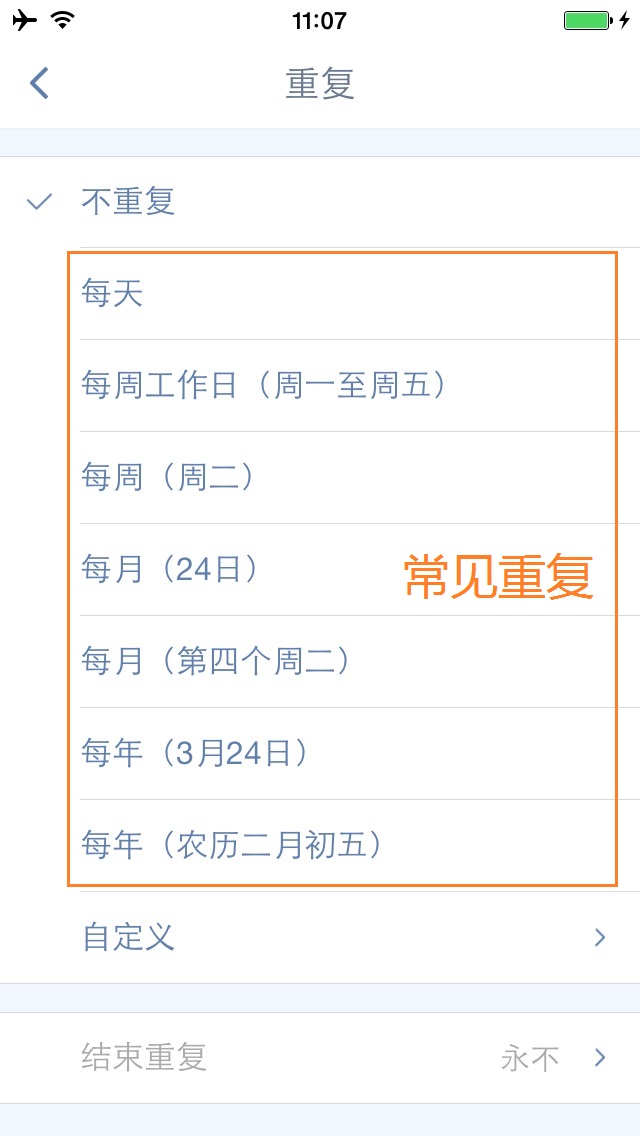 11:07
重复
不重复
每天
每周工作日（周一至周五）
每周（周二）
每月（24日）
常见重复
每月（第四个周二）
每年（3月24日）
每年（农历二月初五）
自定义
结束重复 永不